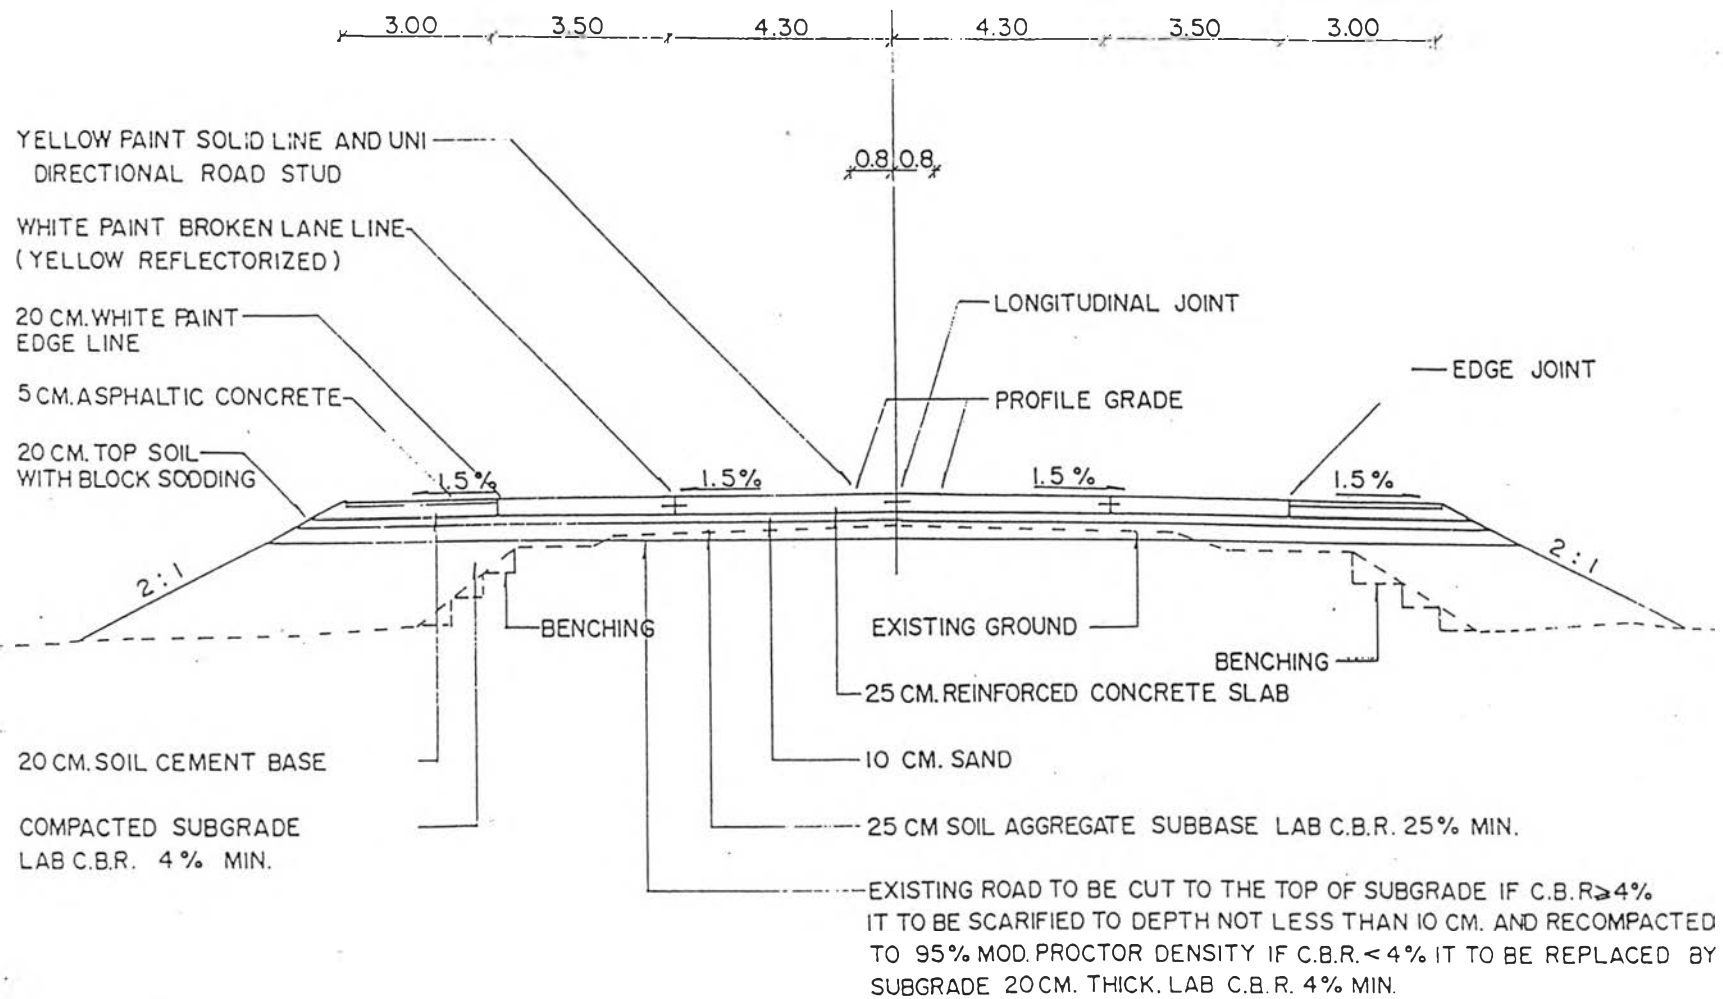 3.00 3.50 4.30 4.30 3.50 3.00
YELLOW PAINT SOLID LINE AND UNI
DIRECTIONAL ROAD STUD
0.8 0.8
WHITE PAINT BROKEN LANE LINE
(YELLOW REFLECTORIZED)
20 CM. WHITE PAINT
EDGE LINE
LONGITUDINAL JOINT
EDGE JOINT
5 CM. ASPHALTIC CONCRETE
PROFILE GRADE
20 CM. TOP SOIL
WITH BLOCK SODDING
1.5% 1.5% 1.5% 1.5%
2:1 2:1
BENCHING
EXISTING GROUND
BENCHING
25 CM. REINFORCED CONCRETE SLAB
20 CM. SOIL CEMENT BASE
10 CM. SAND
COMPACTED SUBGRADE
LAB C.B.R. 4% MIN.
25 CM SOIL AGGREGATE SUBBASE LAB C.B.R. 25% MIN.
EXISTING ROAD TO BE CUT TO THE TOP OF SUBGRADE IF C.B.R⩾4%
IT TO BE SCARIFIED TO DEPTH NOT LESS THAN 10 CM. AND RECOMPACTED
TO 95% MOD. PROCTOR DENSITY IF C.B.R. < 4% IT TO BE REPLACED BY
SUBGRADE 20 CM. THICK. LAB C.B.R. 4% MIN.